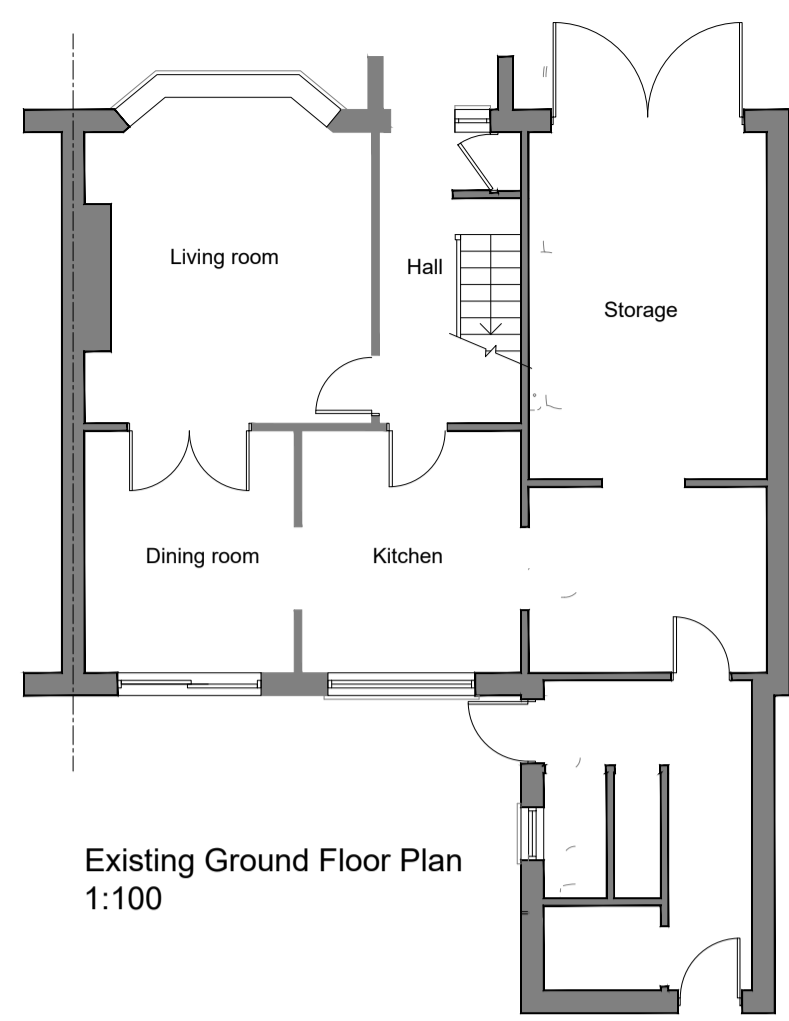 Living room
Hall
Storage
Dining room
Kitchen
Existing Ground Floor Plan
1:100